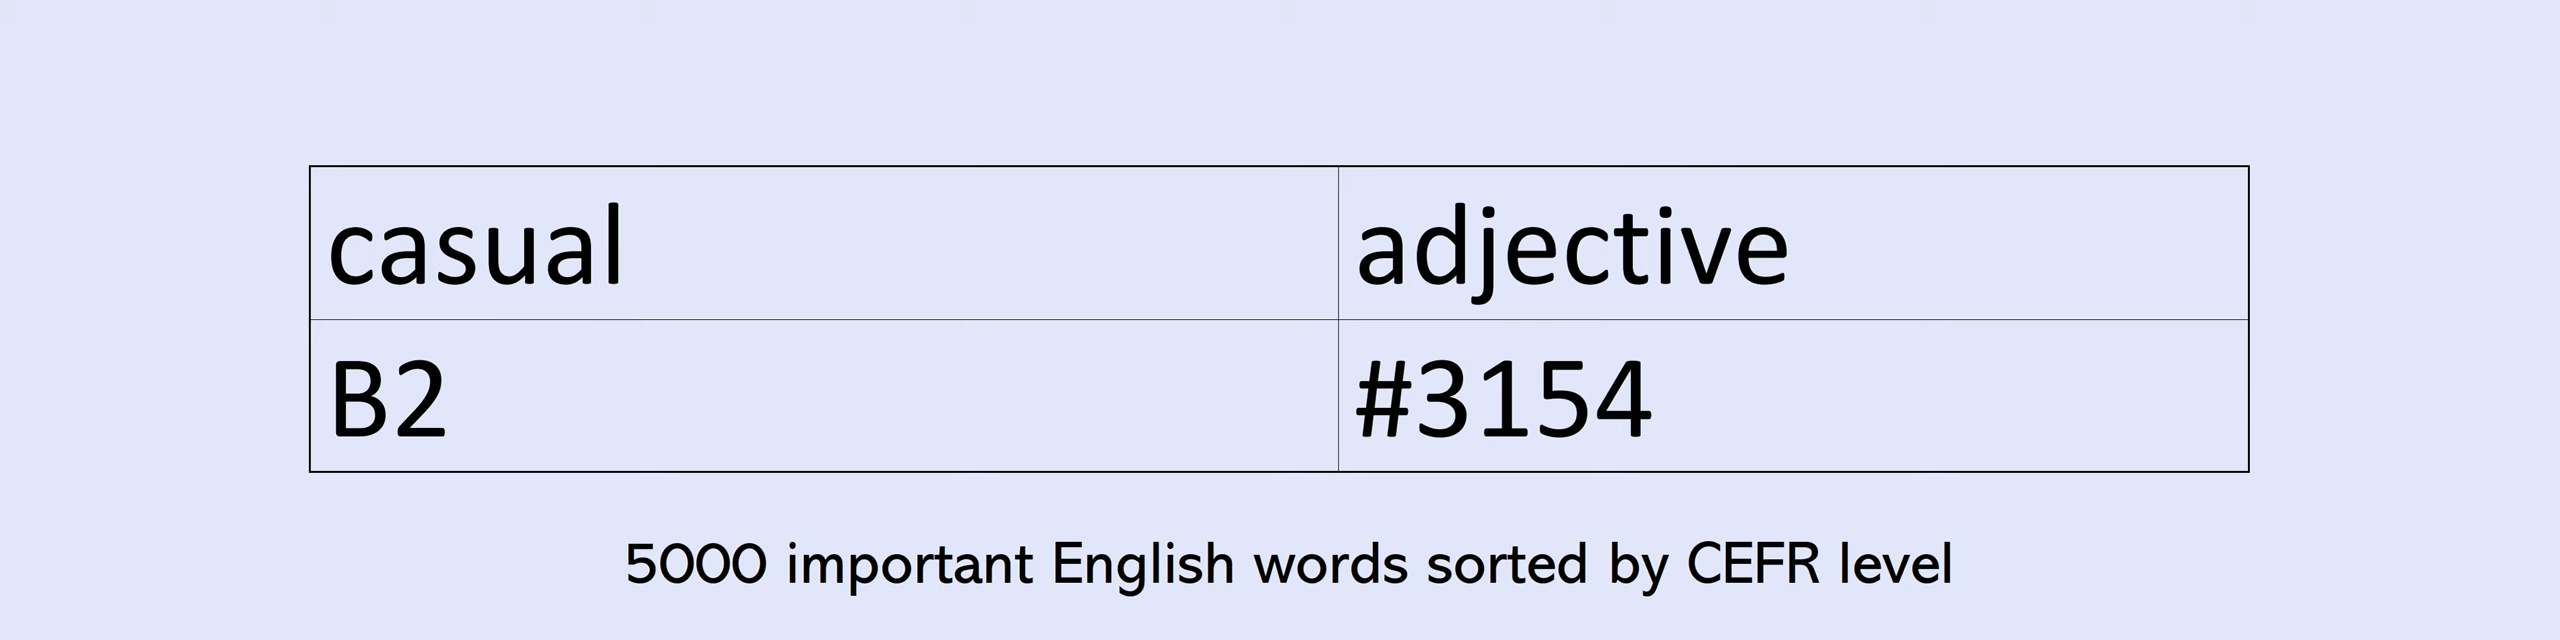 casual adjective
B2 #3154
5000 important English words sorted by CEFR level